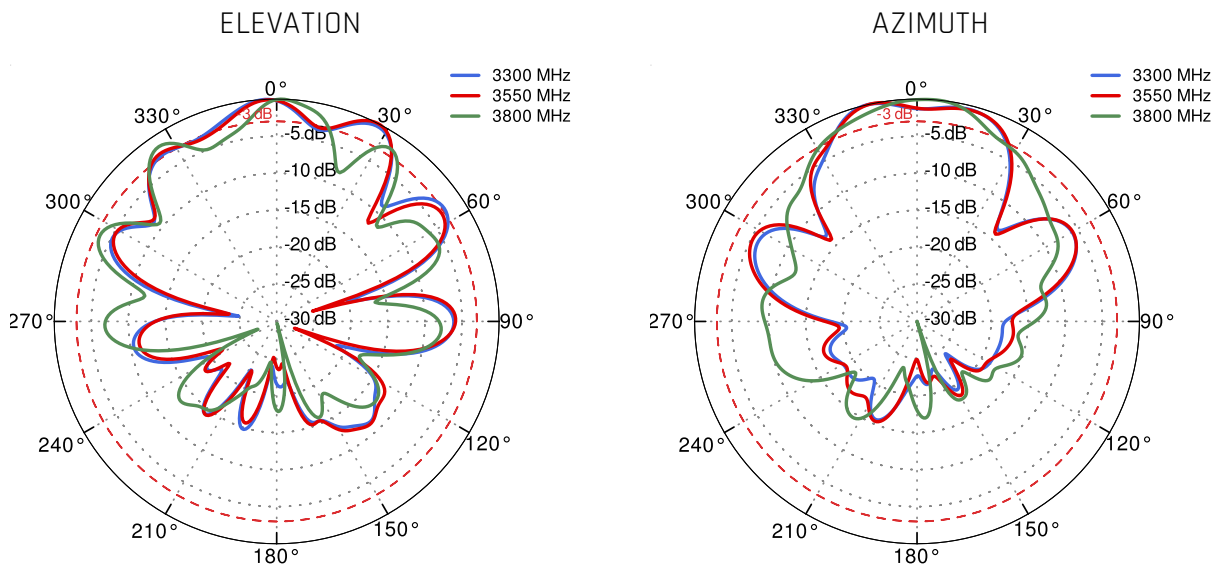 ELEVATION
AZIMUTH
3300 MHz
3550 MHz
3800 MHz
0°
30°
60°
90°
120°
150°
180°
210°
240°
270°
300°
330°
3 dB
-5 dB
-10 dB
-15 dB
-20 dB
-25 dB
-30 dB
3300 MHz
3550 MHz
3800 MHz
0°
30°
60°
90°
120°
150°
180°
210°
240°
270°
300°
330°
-3 dB
-5 dB
-10 dB
-15 dB
-20 dB
-25 dB
-30 dB